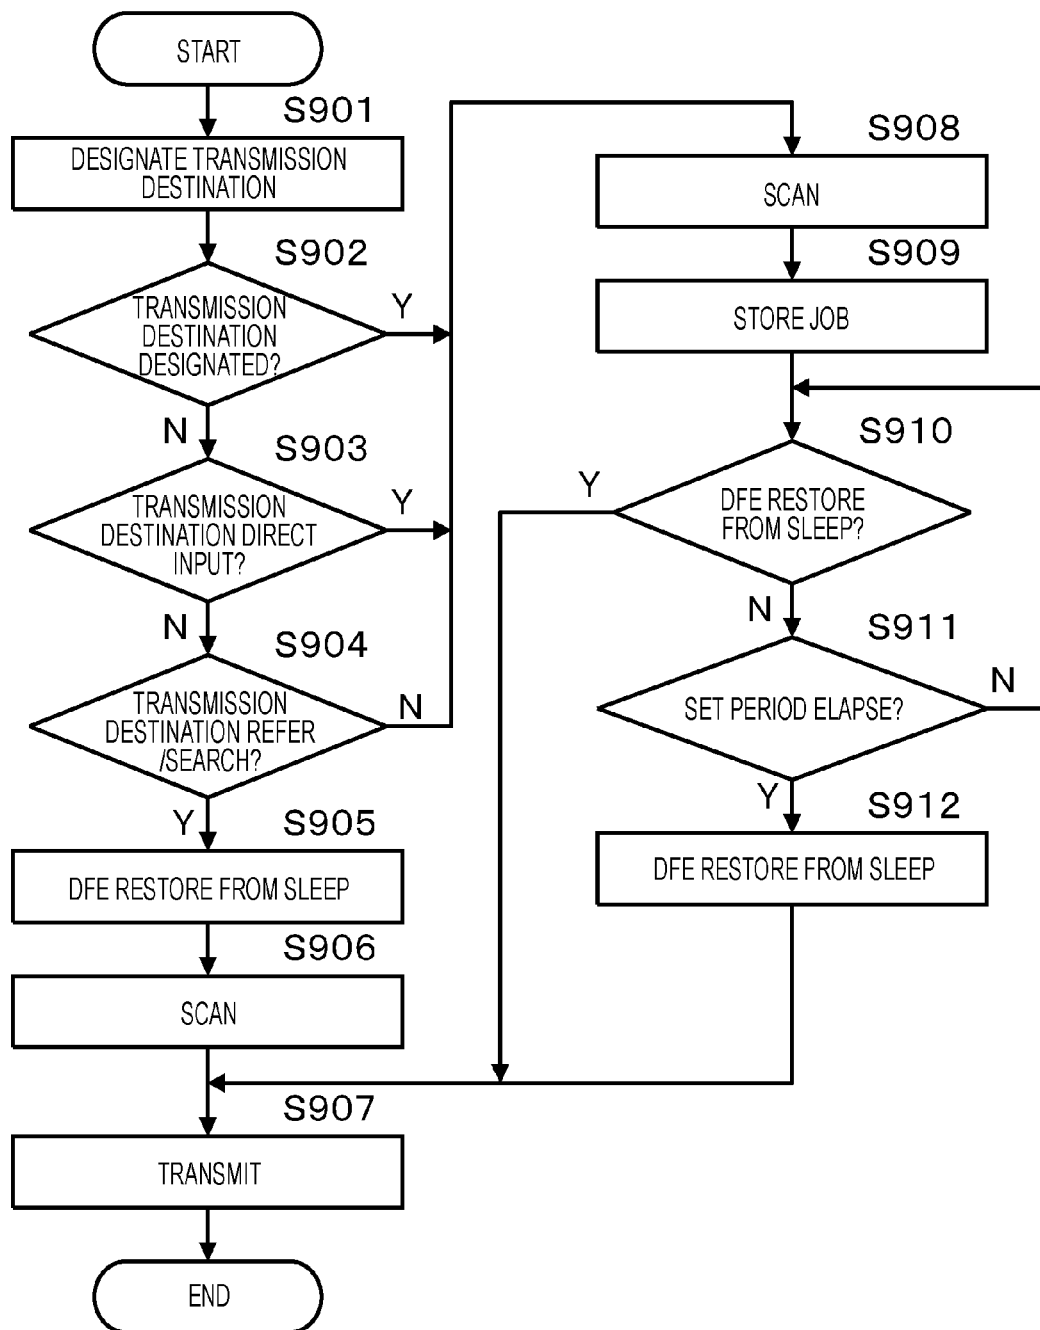 START
S901
DESIGNATE TRANSMISSION
DESTINATION
S902
TRANSMISSION
DESTINATION
DESIGNATED?
Y
N
S903
TRANSMISSION
DESTINATION DIRECT
INPUT?
Y
N
S904
TRANSMISSION
DESTINATION REFER
/SEARCH?
N
Y
S905
DFE RESTORE FROM SLEEP
S906
SCAN
S907
TRANSMIT
END
S908
SCAN
S909
STORE JOB
S910
DFE RESTORE
FROM SLEEP?
Y
N
S911
SET PERIOD ELAPSE?
N
Y
S912
DFE RESTORE FROM SLEEP